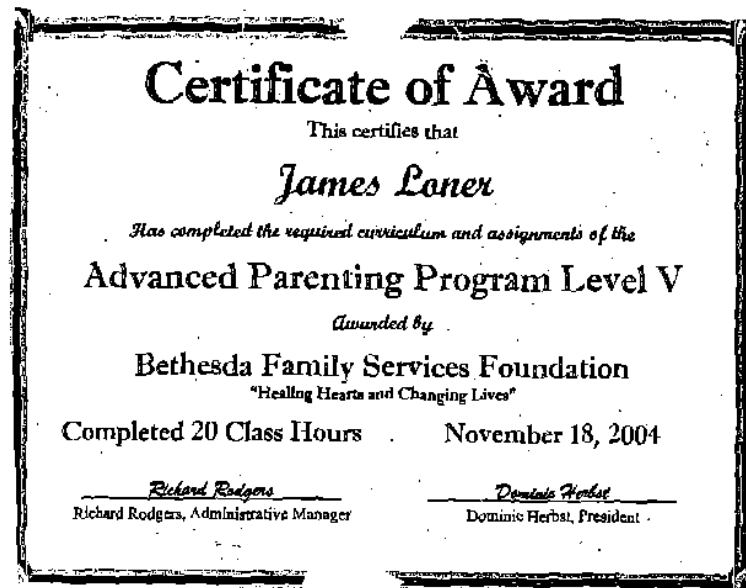 Certificate of Award
This certifies that
James Loner
Has completed the required curriculum and assignments of the
Advanced Parenting Program Level V
Awarded by
Bethesda Family Services Foundation
"Healing Hearts and Changing Lives"
Completed 20 Class Hours November 18, 2004
Richard Rodgers Dominic Herbst
Richard Rodgers, Administrative Manager Dominic Herbst, President